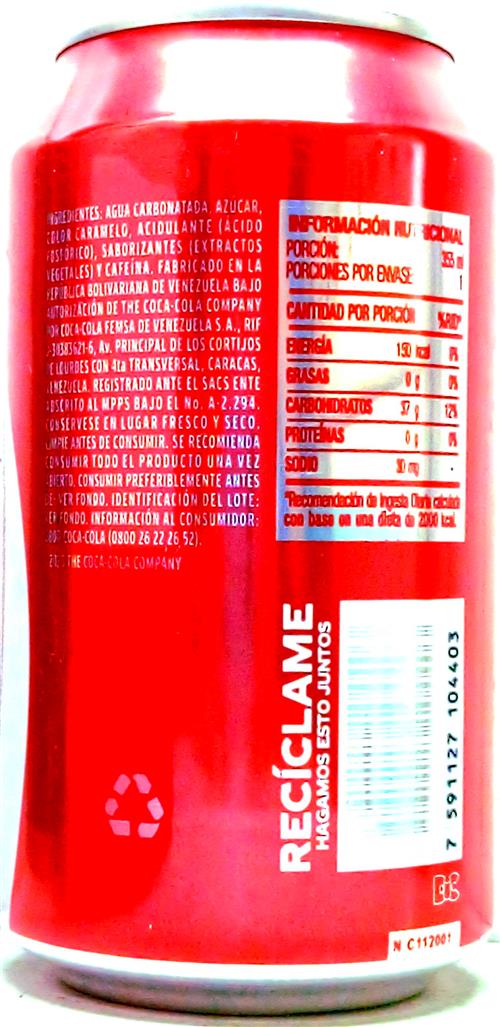 INGREDIENTES: AGUA CARBONATADA, AZUCAR,
COLOR CARAMELO, ACIDULANTE (ÁCIDO
FOSFÓRICO), SABORIZANTES (EXTRACTOS
VEGETALES) Y CAFEÍNA. FABRICADO EN LA
REPÚBLICA BOLIVARIANA DE VENEZUELA BAJO
AUTORIZACIÓN DE THE COCA-COLA COMPANY
POR COCA-COLA FEMSA DE VENEZUELA S A., RIF
J-30383621-6, Av. PRINCIPAL DE LOS CORTIJOS
DE LOURDES CON 4ta TRANSVERSAL, CARACAS,
VENEZUELA. REGISTRADO ANTE EL SACS ENTE
ADSCRITO AL MPPS BAJO EL No. A-2.294.
CONSERVESE EN LUGAR FRESCO Y SECO.
LIMPIE ANTES DE CONSUMIR. SE RECOMIENDA
CONSUMIR TODO EL PRODUCTO UNA VEZ
ABIERTO. CONSUMIR PREFERIBLEMENTE ANTES
DE: VER FONDO. IDENTIFICACIÓN DEL LOTE:
VER FONDO. INFORMACIÓN AL CONSUMIDOR:
COCA-COLA (0800 26 22 26 52).
THE COCA-COLA COMPANY
INFORMACIÓN NUTRICIONAL
PORCIÓN: 355 ml
PORCIONES POR ENVASE 1
CANTIDAD POR PORCIÓN %RID*
ENERGÍA 150 kcal
GRASAS 0 g 0%
CARBOHIDRATOS 37 g 12%
PROTEÍNAS 0 g 0%
SODIO 30 mg -
*Recomendación de Ingesta Diaria calculada
con base en una dieta de 2000 kcal.
RECÍCLAME
HAGAMOS ESTO JUNTOS
7 591127 104403
N C112001